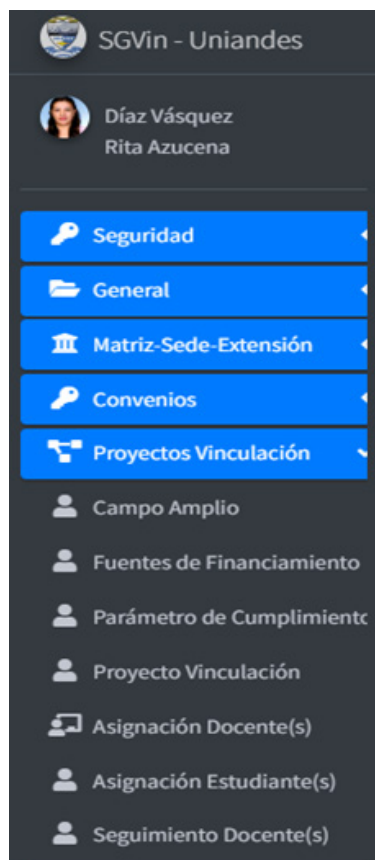 SGVin - Uniandes
Díaz Vásquez
Rita Azucena
Seguridad
General
Matriz-Sede-Extensión
Convenios
Proyectos Vinculación
Campo Amplio
Fuentes de Financiamiento
Parámetro de Cumplimiento
Proyecto Vinculación
Asignación Docente(s)
Asignación Estudiante(s)
Seguimiento Docente(s)